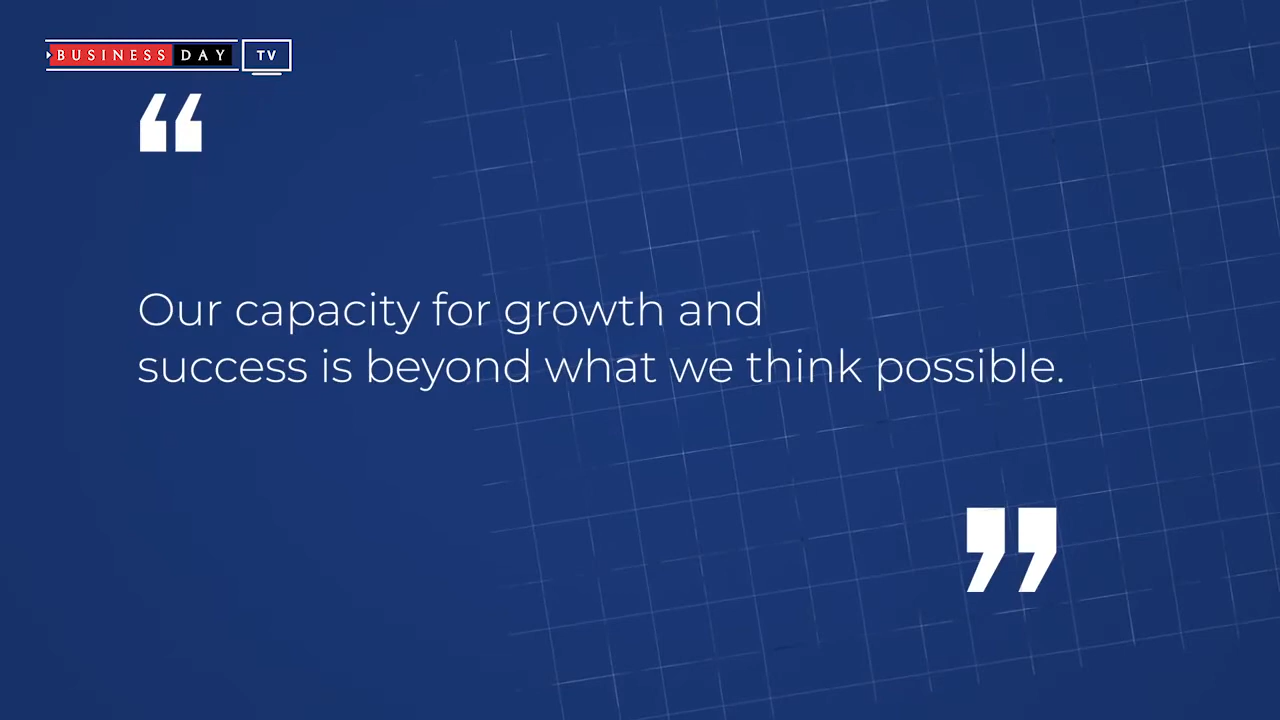 BUSINESS DAY TV
“
Our capacity for growth and
success is beyond what we think possible.
”